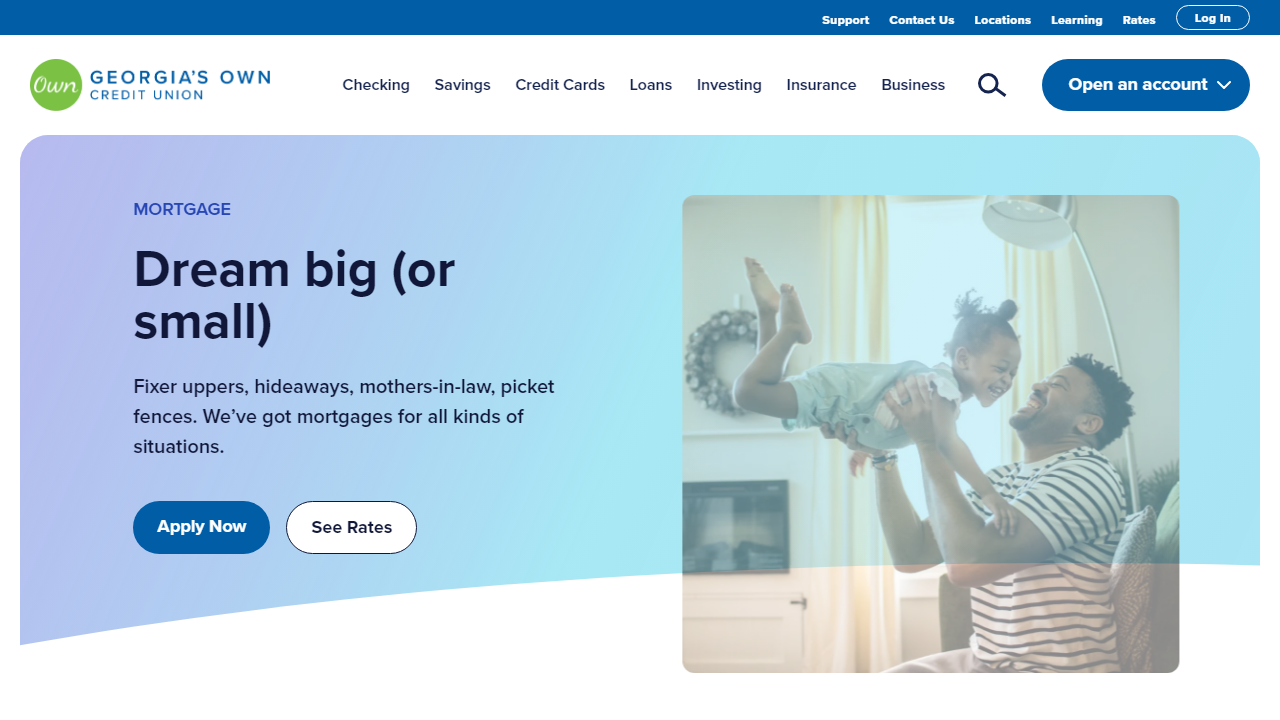 Support Contact Us Locations Learning Rates Log In
Own GEORGIA'S OWN
CREDIT UNION
Checking Savings Credit Cards Loans Investing Insurance Business Open an account
MORTGAGE
Dream big (or
small)
Fixer uppers, hideaways, mothers-in-law, picket
fences. We’ve got mortgages for all kinds of
situations.
Apply Now See Rates